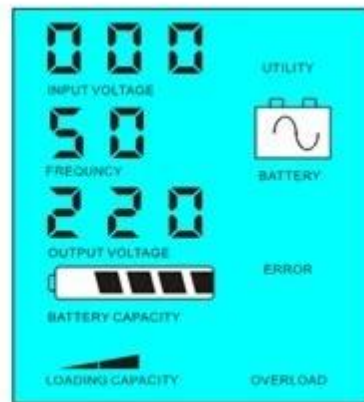 000
UTILITY
INPUT VOLTAGE
50
FREQUNCY
BATTERY
220
OUTPUT VOLTAGE
ERROR
BATTERY CAPACITY
LOADING CAPACITY
OVERLOAD